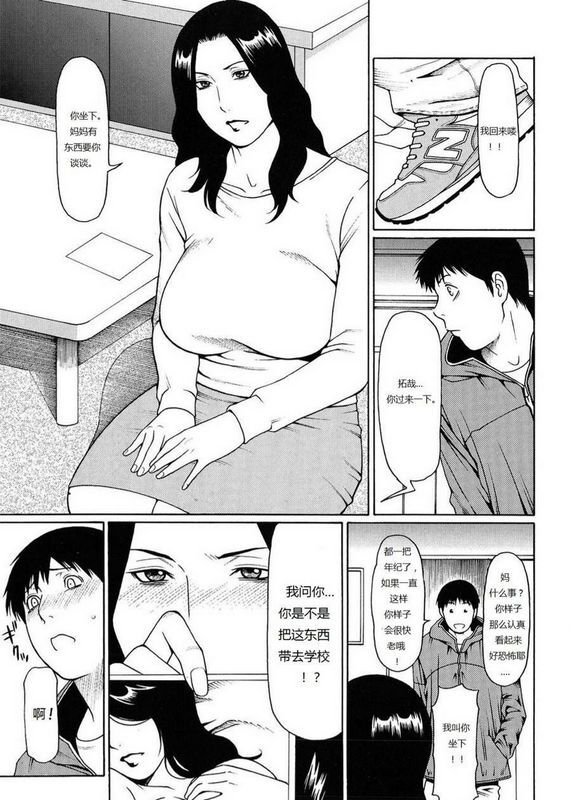 我回来喽
！！
拓哉…
你过来一下。
你坐下。
妈妈有
东西要你
谈谈。
妈
什么事？
你样子
那么认真
看起来
好恐怖耶
....
都一把
年纪了，
如果一直
这样
你样子
会很快
老哦！
我叫你
坐下
！！
我问你…
你是不是
把这东西
带去学校
！？
啊！